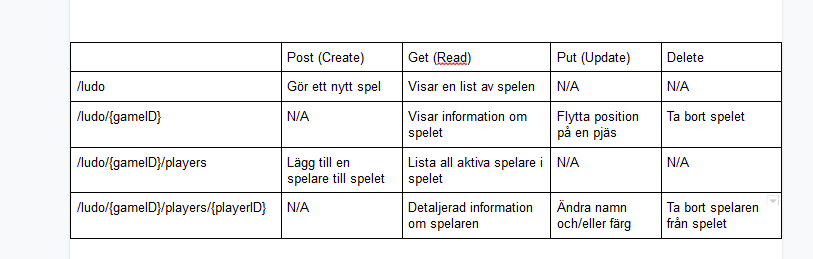 Post (Create) Get (Read) Put (Update) Delete
/ludo Gör ett nytt spel Visar en list av spelen N/A N/A
/ludo/{gameID} N/A Visar information om spelet Flytta position på en pjäs Ta bort spelet
/ludo/{gameID}/players Lägg till en spelare till spelet Lista all aktiva spelare i spelet N/A N/A
/ludo/{gameID}/players/{playerID} N/A Detaljerad information om spelaren Ändra namn och/eller färg Ta bort spelaren från spelet